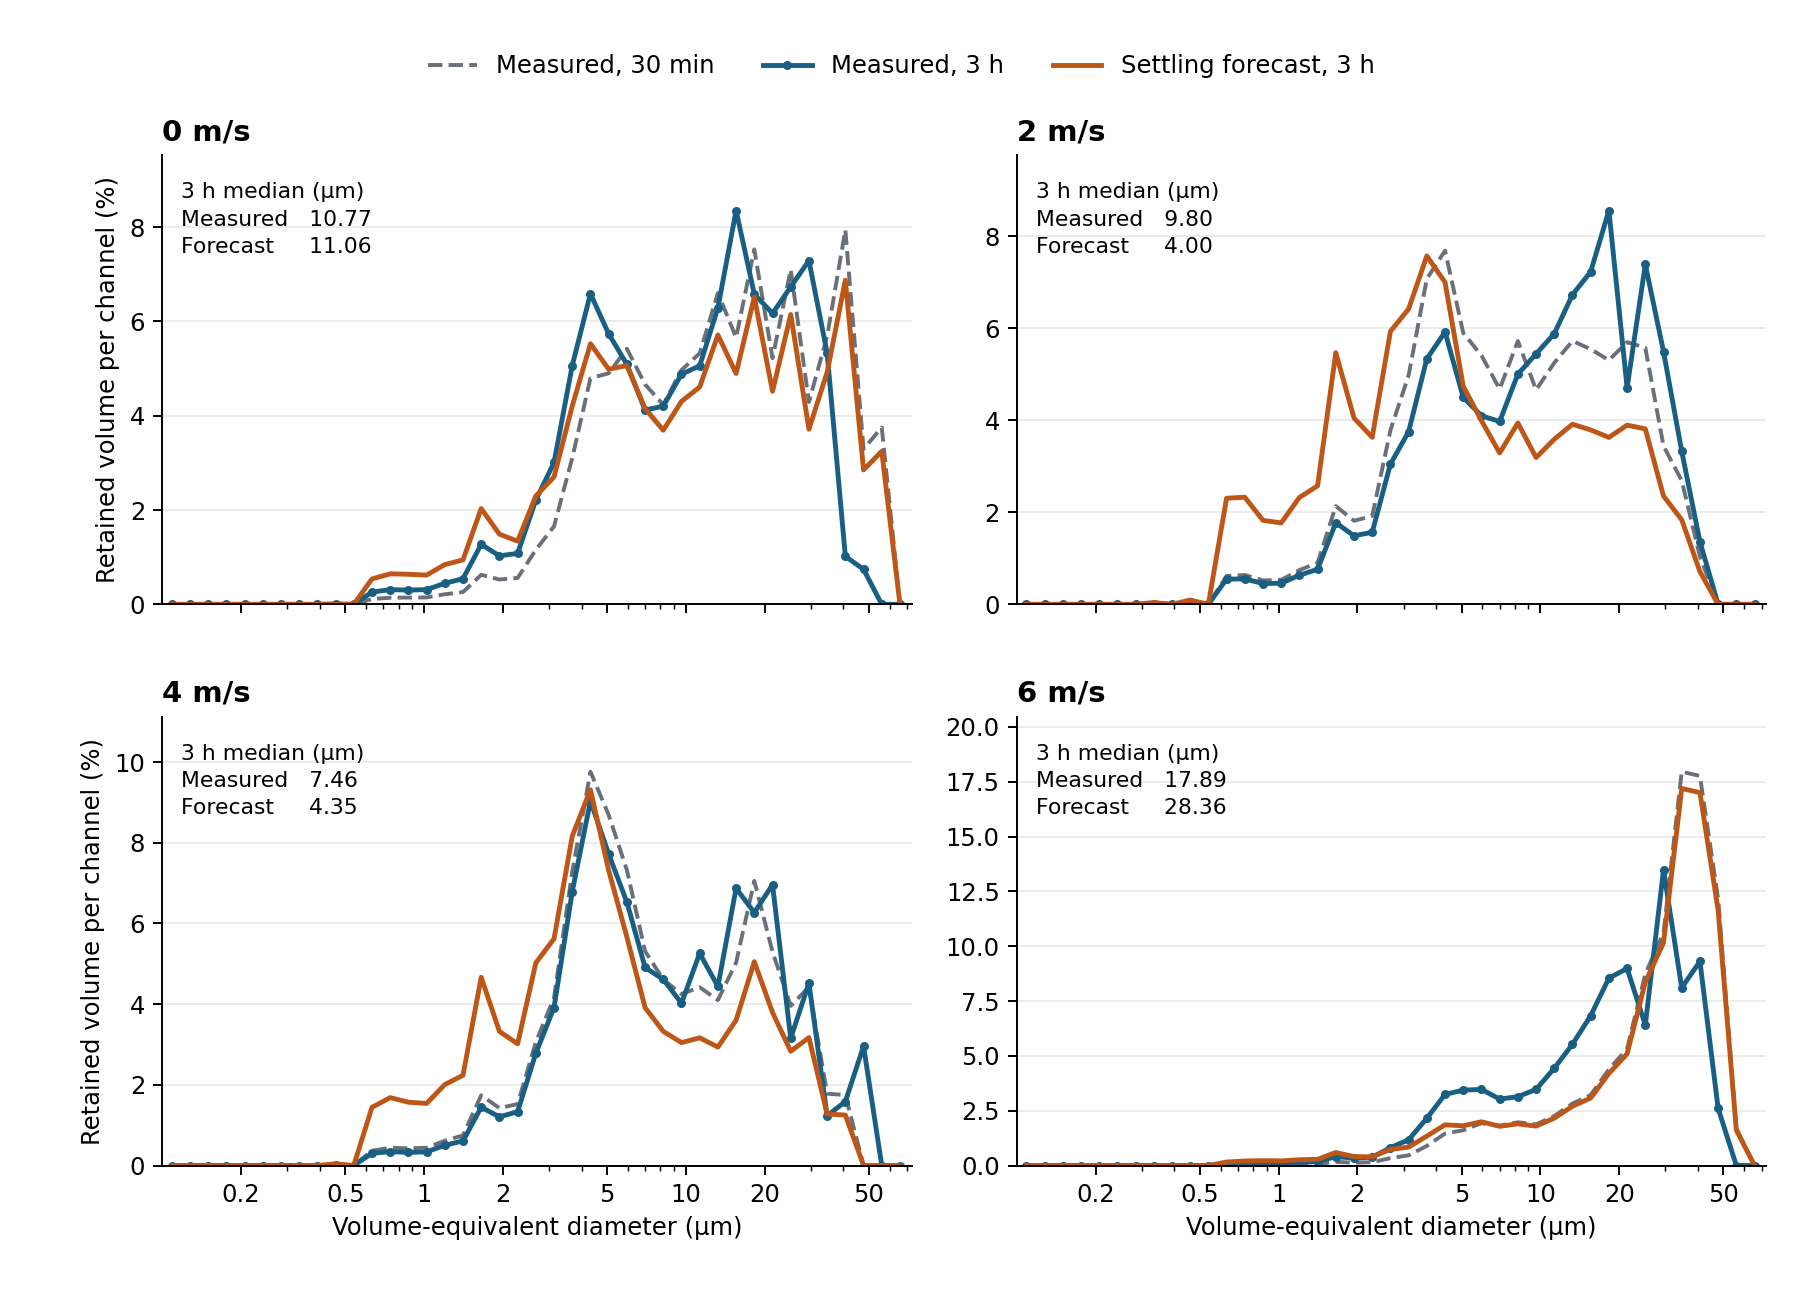 Measured, 30 min
Measured, 3 h
Settling forecast, 3 h
0 m/s
3 h median (µm)
Measured 10.77
Forecast 11.06
Retained volume per channel (%)
8
6
4
2
0
2 m/s
3 h median (µm)
Measured 9.80
Forecast 4.00
8
6
4
2
0
4 m/s
3 h median (µm)
Measured 7.46
Forecast 4.35
Retained volume per channel (%)
10
8
6
4
2
0
0.2 0.5 1 2 5 10 20 50
Volume-equivalent diameter (µm)
6 m/s
3 h median (µm)
Measured 17.89
Forecast 28.36
20.0
17.5
15.0
12.5
10.0
7.5
5.0
2.5
0.0
0.2 0.5 1 2 5 10 20 50
Volume-equivalent diameter (µm)